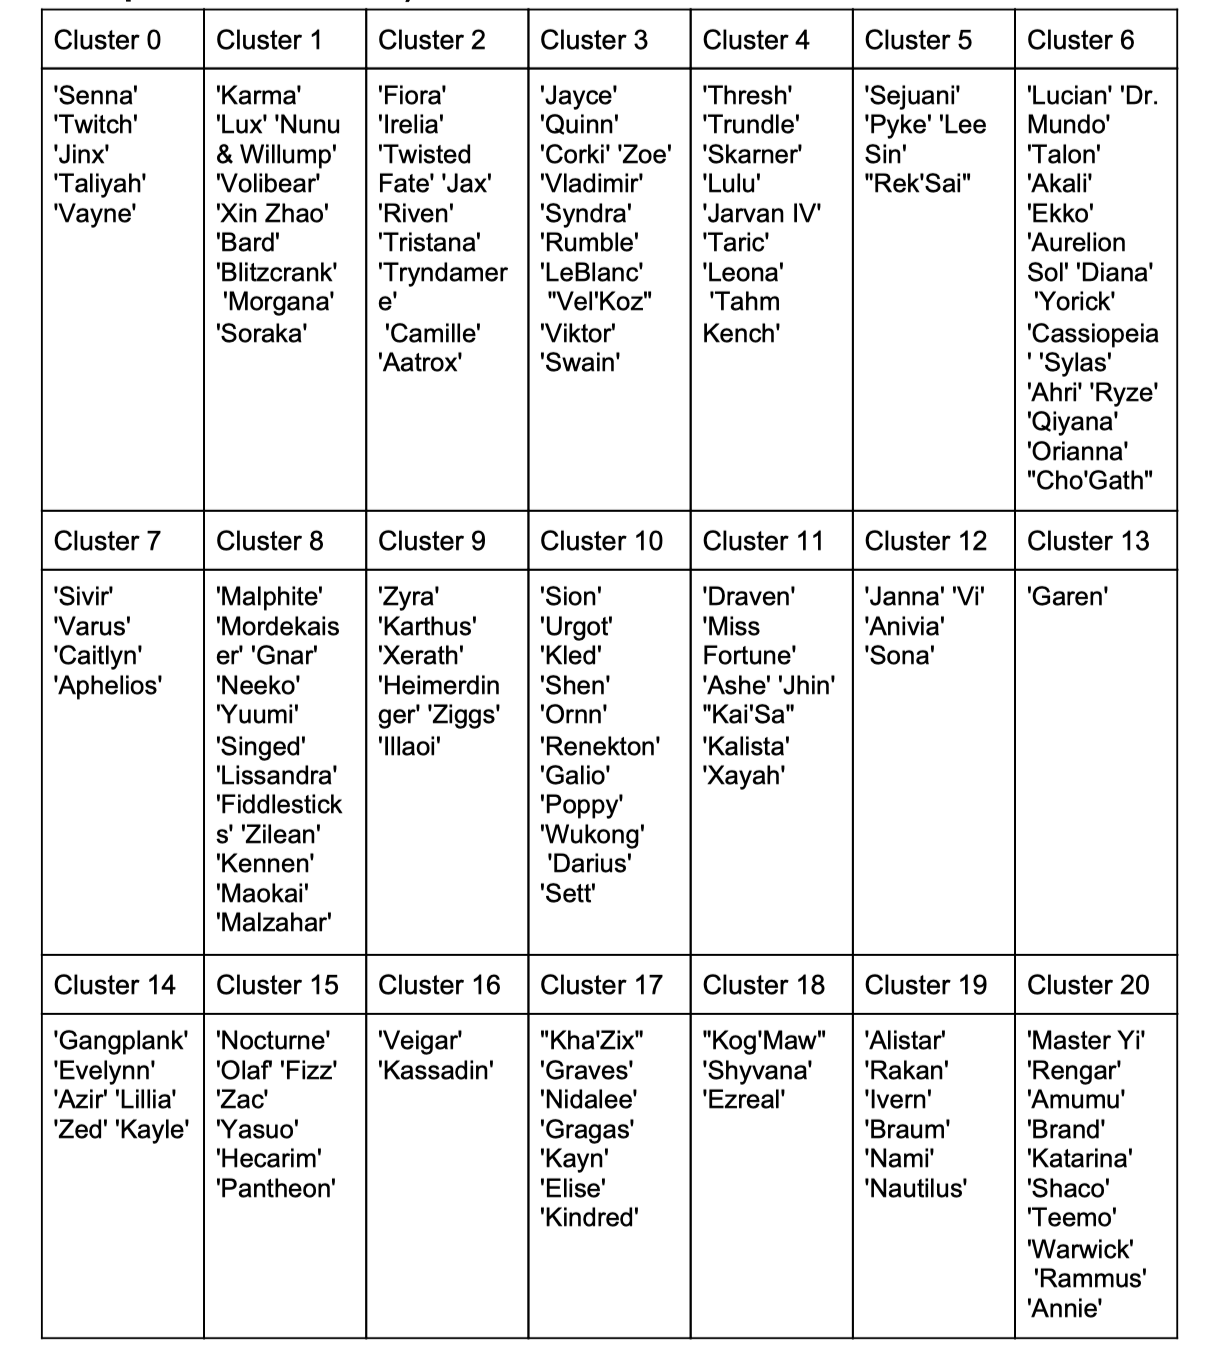 Cluster 0
Cluster 1
Cluster 2
Cluster 3
Cluster 4
Cluster 5
Cluster 6
'Senna'
'Twitch'
'Jinx'
'Taliyah'
'Vayne'
'Karma'
'Lux' 'Nunu
& Willump'
'Volibear'
'Xin Zhao'
'Bard'
'Blitzcrank'
'Morgana'
'Soraka'
'Fiora'
'Irelia'
'Twisted
Fate' 'Jax'
'Riven'
'Tristana'
'Tryndamer
e'
'Camille'
'Aatrox'
'Jayce'
'Quinn'
'Corki' 'Zoe'
'Vladimir'
'Syndra'
'Rumble'
'LeBlanc'
"Vel'Koz"
'Viktor'
'Swain'
'Thresh'
'Trundle'
'Skarner'
'Lulu'
'Jarvan IV'
'Taric'
'Leona'
'Tahm
Kench'
'Sejuani'
'Pyke' 'Lee
Sin'
"Rek'Sai"
'Lucian' 'Dr.
Mundo'
'Talon'
'Akali'
'Ekko'
'Aurelion
Sol' 'Diana'
'Yorick'
'Cassiopeia
' 'Sylas'
'Ahri' 'Ryze'
'Qiyana'
'Orianna'
"Cho'Gath"
Cluster 7
Cluster 8
Cluster 9
Cluster 10
Cluster 11
Cluster 12
Cluster 13
'Sivir'
'Varus'
'Caitlyn'
'Aphelios'
'Malphite'
'Mordekais
er' 'Gnar'
'Neeko'
'Yuumi'
'Singed'
'Lissandra'
'Fiddlestick
s' 'Zilean'
'Kennen'
'Maokai'
'Malzahar'
'Zyra'
'Karthus'
'Xerath'
'Heimerdin
ger' 'Ziggs'
'Illaoi'
'Sion'
'Urgot'
'Kled'
'Shen'
'Ornn'
'Renekton'
'Galio'
'Poppy'
'Wukong'
'Darius'
'Sett'
'Draven'
'Miss
Fortune'
'Ashe' 'Jhin'
"Kai'Sa"
'Kalista'
'Xayah'
'Janna' 'Vi'
'Anivia'
'Sona'
'Garen'
Cluster 14
Cluster 15
Cluster 16
Cluster 17
Cluster 18
Cluster 19
Cluster 20
'Gangplank'
'Evelynn'
'Azir' 'Lillia'
'Zed' 'Kayle'
'Nocturne'
'Olaf' 'Fizz'
'Zac'
'Yasuo'
'Hecarim'
'Pantheon'
'Veigar'
'Kassadin'
"Kha'Zix"
'Graves'
'Nidalee'
'Gragas'
'Kayn'
'Elise'
'Kindred'
"Kog'Maw"
'Shyvana'
'Ezreal'
'Alistar'
'Rakan'
'Ivern'
'Braum'
'Nami'
'Nautilus'
'Master Yi'
'Rengar'
'Amumu'
'Brand'
'Katarina'
'Shaco'
'Teemo'
'Warwick'
'Rammus'
'Annie'